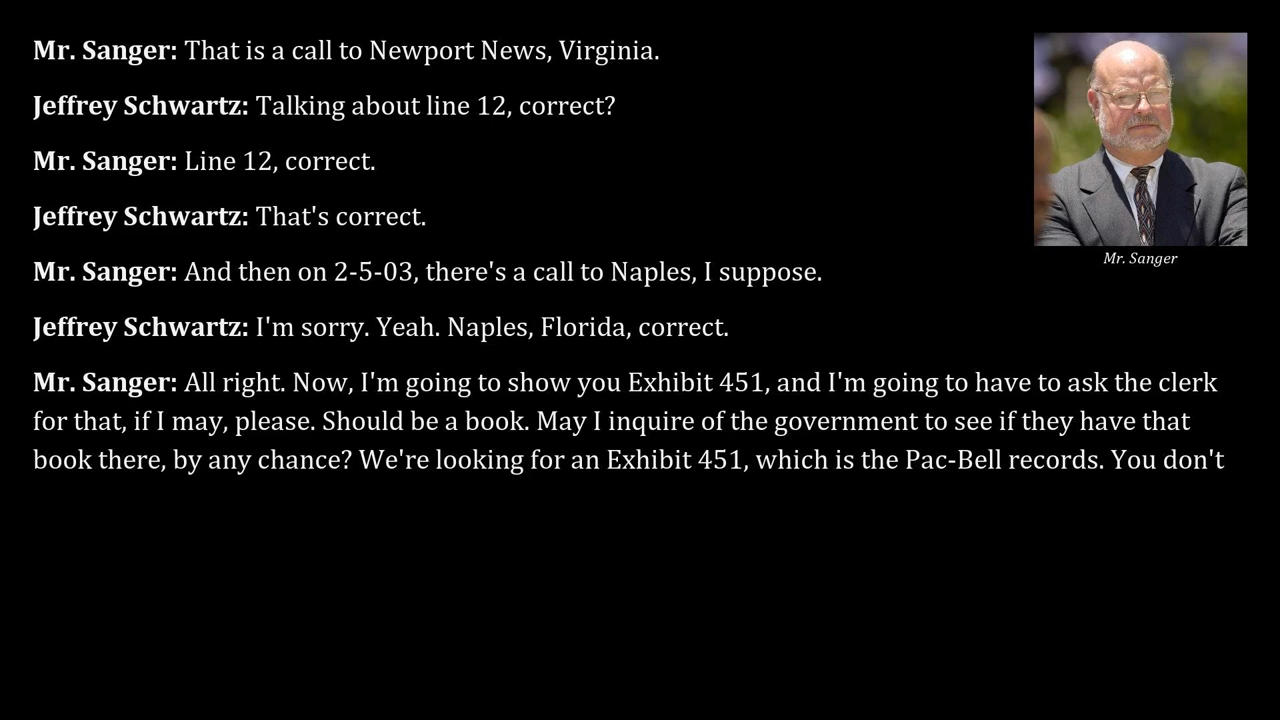 Mr. Sanger: That is a call to Newport News, Virginia.
Jeffrey Schwartz: Talking about line 12, correct?
Mr. Sanger: Line 12, correct.
Jeffrey Schwartz: That's correct.
Mr. Sanger: And then on 2-5-03, there's a call to Naples, I suppose.
Jeffrey Schwartz: I'm sorry. Yeah. Naples, Florida, correct.
Mr. Sanger: All right. Now, I'm going to show you Exhibit 451, and I'm going to have to ask the clerk
for that, if I may, please. Should be a book. May I inquire of the government to see if they have that
book there, by any chance? We're looking for an Exhibit 451, which is the Pac-Bell records. You don't
Mr. Sanger